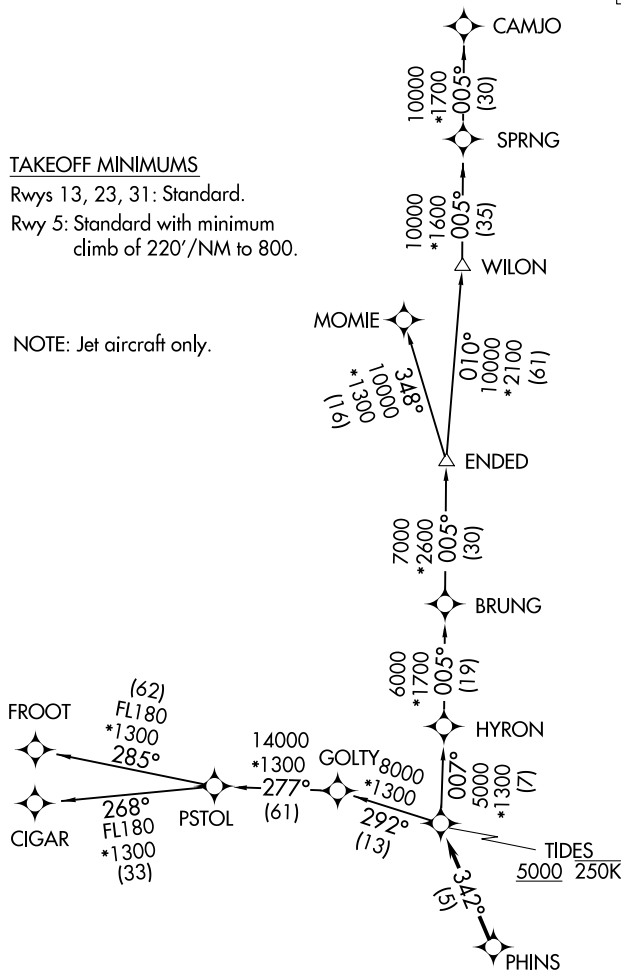 CAMJO
10000
*1700
005°
(30)
SPRNG
TAKEOFF MINIMUMS
Rwys 13, 23, 31: Standard.
Rwy 5: Standard with minimum
climb of 220'/NM to 800.
10000
*1600
005°
(35)
WILON
NOTE: Jet aircraft only.
MOMIE
348°
10000
*1300
(16)
010°
10000
*2100
(61)
ENDED
7000
*2600
005°
(30)
BRUNG
6000
*1700
005°
(19)
HYRON
FROOT
(62)
FL180
*1300
285°
CIGAR
268°
FL180
*1300
(33)
PSTOL
14000
*1300
277°
(61)
GOLTY
8000
*1300
292°
(13)
007°
5000
*1300
(7)
TIDES
5000 250K
342°
(5)
PHINS